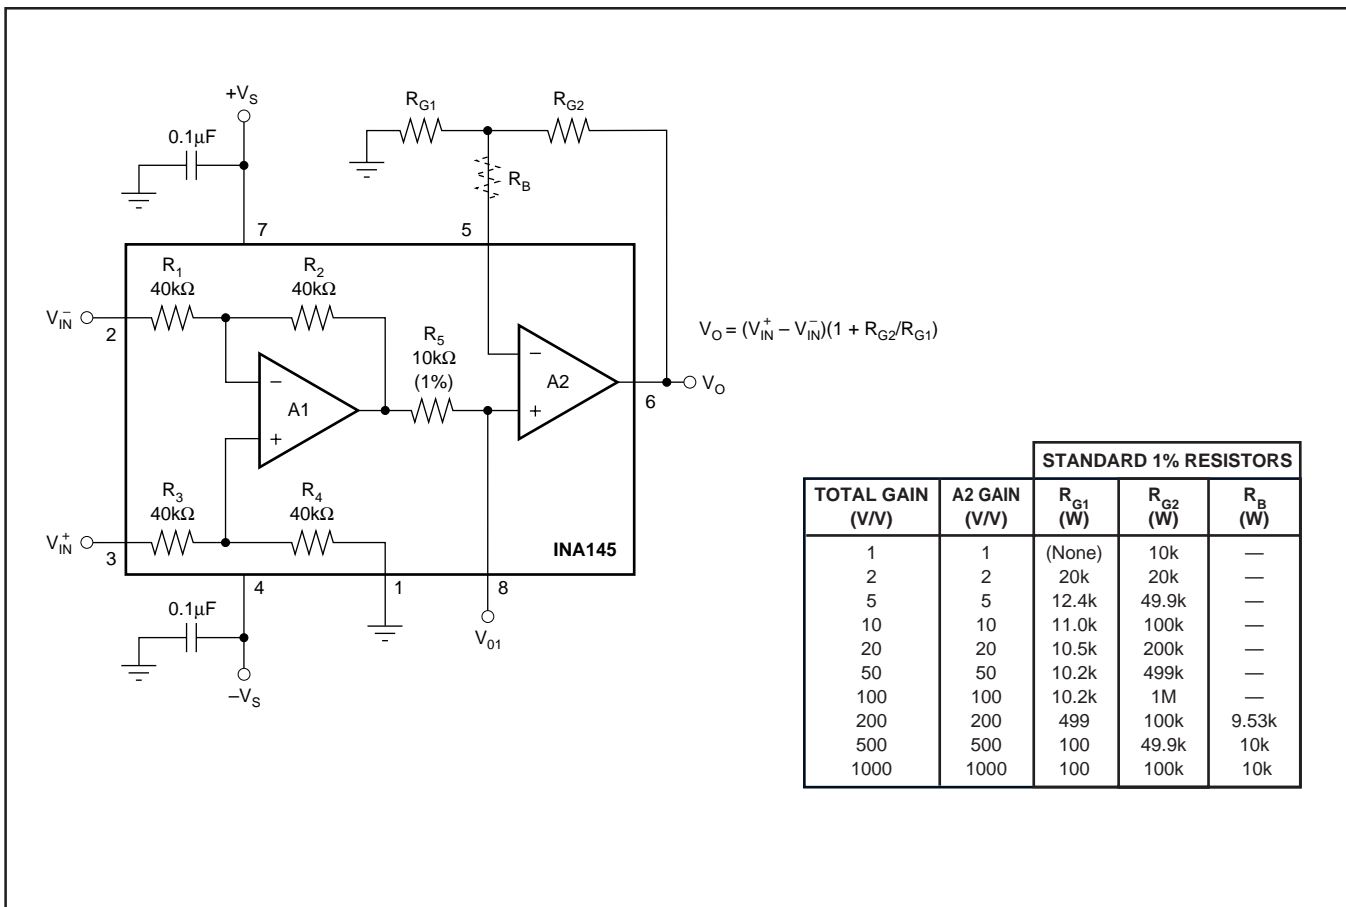 +V_S
0.1µF
7
R_G1
R_G2
R_B
5
R_1
40kΩ
R_2
40kΩ
V_IN^–
2
R_5
10kΩ
(1%)
–
A1
+
–
A2
+
6
V_O
V_O = (V_IN^+ – V_IN^–)(1 + R_G2/R_G1)
R_3
40kΩ
R_4
40kΩ
V_IN^+
3
INA145
4
1
8
0.1µF
V_01
–V_S
STANDARD 1% RESISTORS
TOTAL GAIN (V/V) A2 GAIN (V/V) R_G1 (W) R_G2 (W) R_B (W)
1 1 (None) 10k —
2 2 20k 20k —
5 5 12.4k 49.9k —
10 10 11.0k 100k —
20 20 10.5k 200k —
50 50 10.2k 499k —
100 100 10.2k 1M —
200 200 499 100k 9.53k
500 500 100 49.9k 10k
1000 1000 100 100k 10k